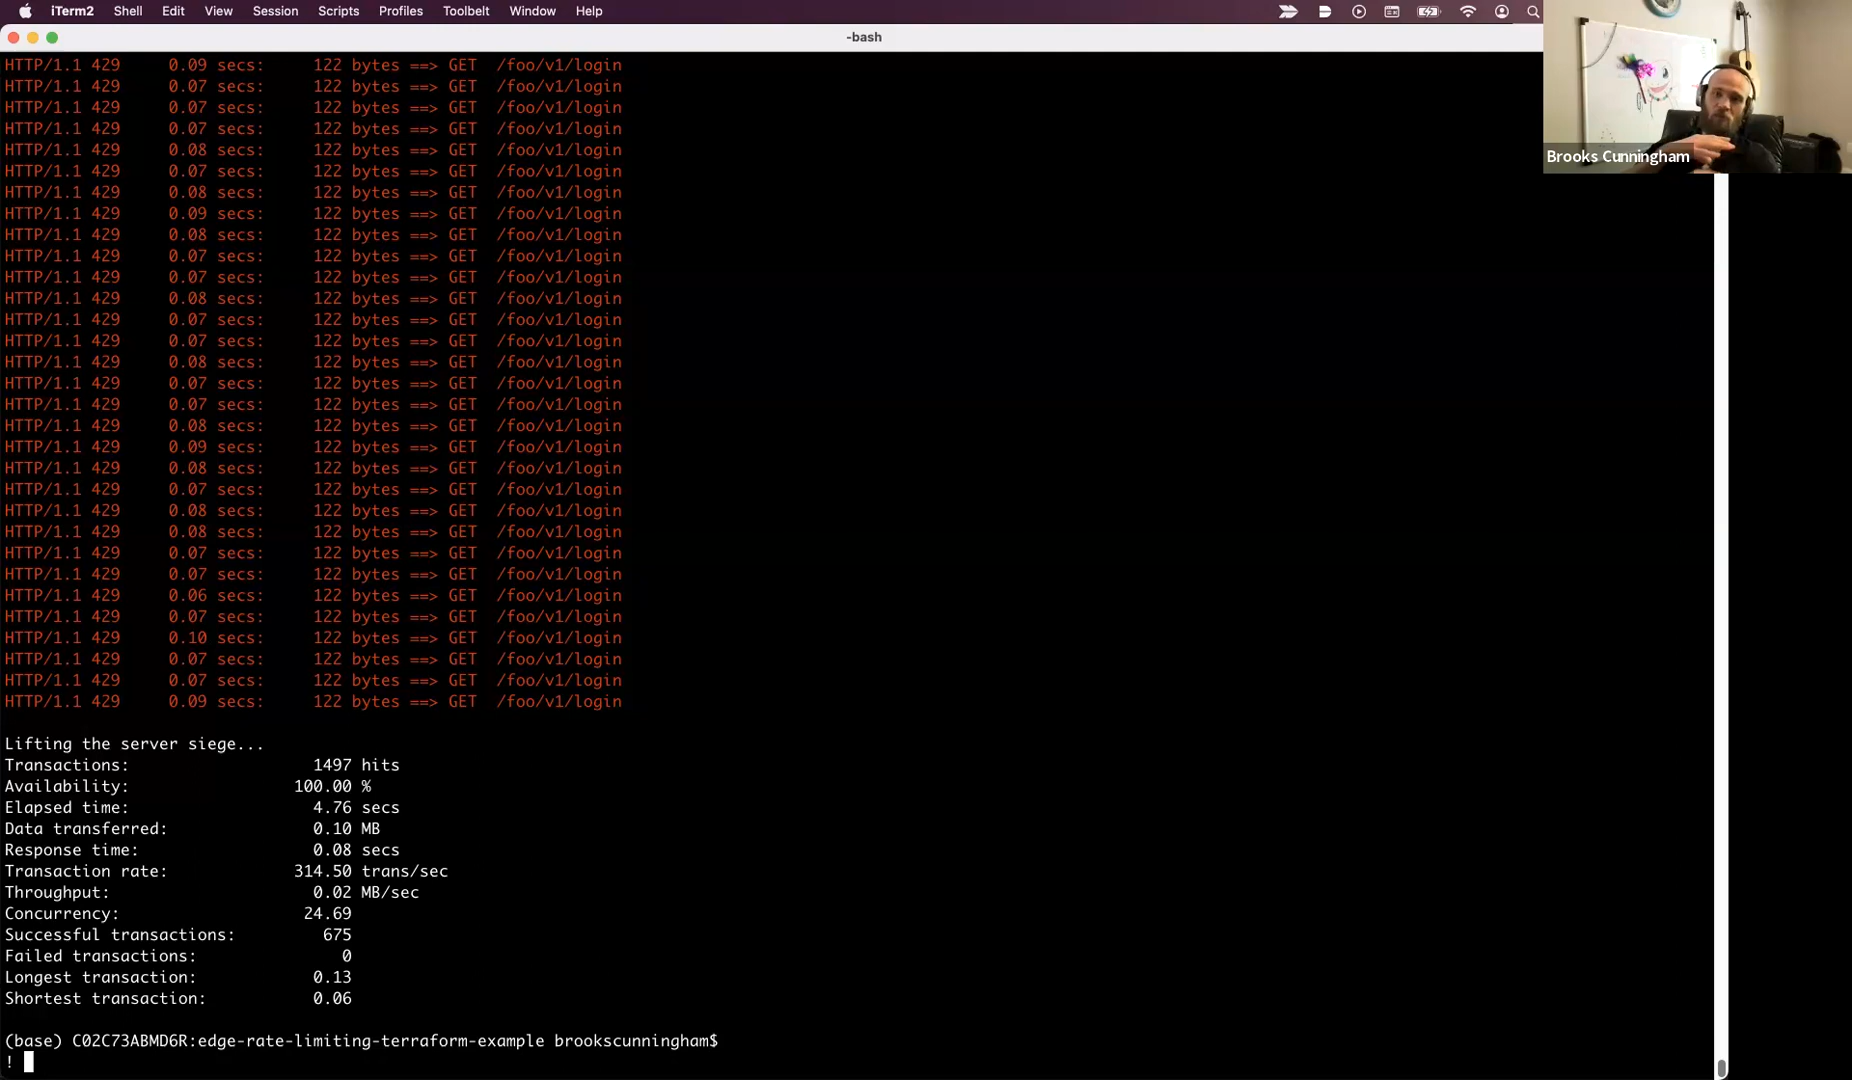 iTerm2 Shell Edit View Session Scripts Profiles Toolbelt Window Help
-bash
HTTP/1.1 429 0.09 secs: 122 bytes ==> GET /foo/v1/login
HTTP/1.1 429 0.07 secs: 122 bytes ==> GET /foo/v1/login
HTTP/1.1 429 0.07 secs: 122 bytes ==> GET /foo/v1/login
HTTP/1.1 429 0.07 secs: 122 bytes ==> GET /foo/v1/login
HTTP/1.1 429 0.08 secs: 122 bytes ==> GET /foo/v1/login
HTTP/1.1 429 0.07 secs: 122 bytes ==> GET /foo/v1/login
HTTP/1.1 429 0.08 secs: 122 bytes ==> GET /foo/v1/login
HTTP/1.1 429 0.09 secs: 122 bytes ==> GET /foo/v1/login
HTTP/1.1 429 0.08 secs: 122 bytes ==> GET /foo/v1/login
HTTP/1.1 429 0.07 secs: 122 bytes ==> GET /foo/v1/login
HTTP/1.1 429 0.07 secs: 122 bytes ==> GET /foo/v1/login
HTTP/1.1 429 0.08 secs: 122 bytes ==> GET /foo/v1/login
HTTP/1.1 429 0.07 secs: 122 bytes ==> GET /foo/v1/login
HTTP/1.1 429 0.07 secs: 122 bytes ==> GET /foo/v1/login
HTTP/1.1 429 0.08 secs: 122 bytes ==> GET /foo/v1/login
HTTP/1.1 429 0.07 secs: 122 bytes ==> GET /foo/v1/login
HTTP/1.1 429 0.07 secs: 122 bytes ==> GET /foo/v1/login
HTTP/1.1 429 0.08 secs: 122 bytes ==> GET /foo/v1/login
HTTP/1.1 429 0.09 secs: 122 bytes ==> GET /foo/v1/login
HTTP/1.1 429 0.08 secs: 122 bytes ==> GET /foo/v1/login
HTTP/1.1 429 0.07 secs: 122 bytes ==> GET /foo/v1/login
HTTP/1.1 429 0.08 secs: 122 bytes ==> GET /foo/v1/login
HTTP/1.1 429 0.08 secs: 122 bytes ==> GET /foo/v1/login
HTTP/1.1 429 0.07 secs: 122 bytes ==> GET /foo/v1/login
HTTP/1.1 429 0.07 secs: 122 bytes ==> GET /foo/v1/login
HTTP/1.1 429 0.06 secs: 122 bytes ==> GET /foo/v1/login
HTTP/1.1 429 0.07 secs: 122 bytes ==> GET /foo/v1/login
HTTP/1.1 429 0.10 secs: 122 bytes ==> GET /foo/v1/login
HTTP/1.1 429 0.07 secs: 122 bytes ==> GET /foo/v1/login
HTTP/1.1 429 0.07 secs: 122 bytes ==> GET /foo/v1/login
HTTP/1.1 429 0.09 secs: 122 bytes ==> GET /foo/v1/login
Lifting the server siege...
Transactions: 1497 hits
Availability: 100.00 %
Elapsed time: 4.76 secs
Data transferred: 0.10 MB
Response time: 0.08 secs
Transaction rate: 314.50 trans/sec
Throughput: 0.02 MB/sec
Concurrency: 24.69
Successful transactions: 675
Failed transactions: 0
Longest transaction: 0.13
Shortest transaction: 0.06
(base) C02C73ABMD6R:edge-rate-limiting-terraform-example brookscunningham$
!
Brooks Cunningham